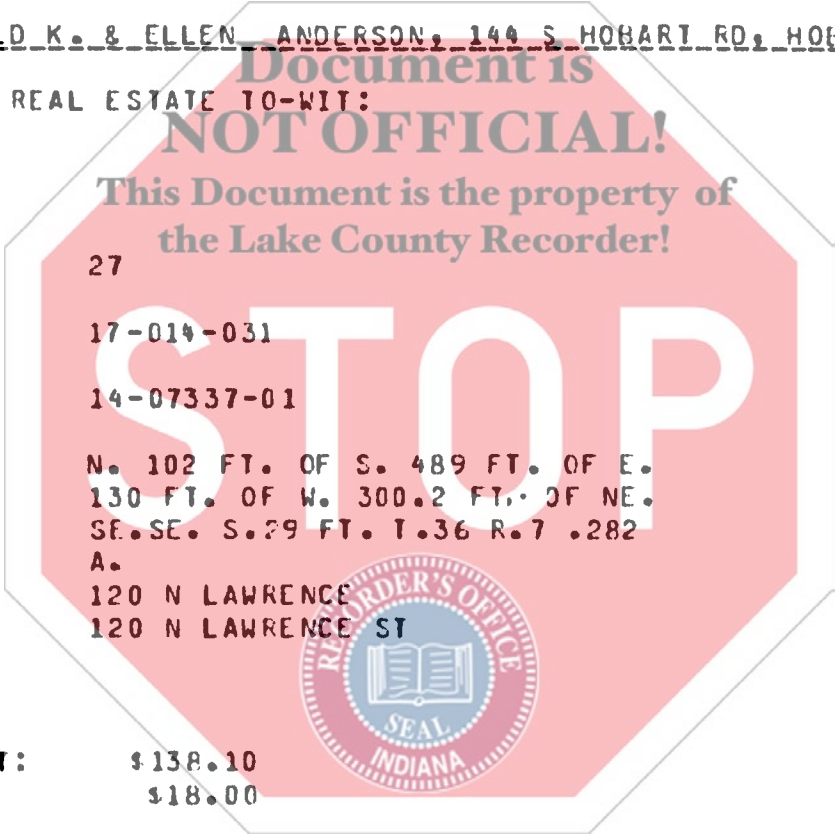 D K. & ELLEN ANDERSON, 144 S HOBART RD, HOB
Document is
REAL ESTATE TO-WIT:
NOT OFFICIAL!
This Document is the property of
the Lake County Recorder!
27
17-014-031
STOP
14-07337-01
N. 102 FT. OF S. 489 FT. OF E.
130 FT. OF W. 300.2 FT. OF NE.
SE.SE. S.29 FT. T.36 R.7 .282
A.
120 N LAWRENCE
120 N LAWRENCE ST
RECORDER'S OFFICE
SEAL
INDIANA
$138.10
$18.00